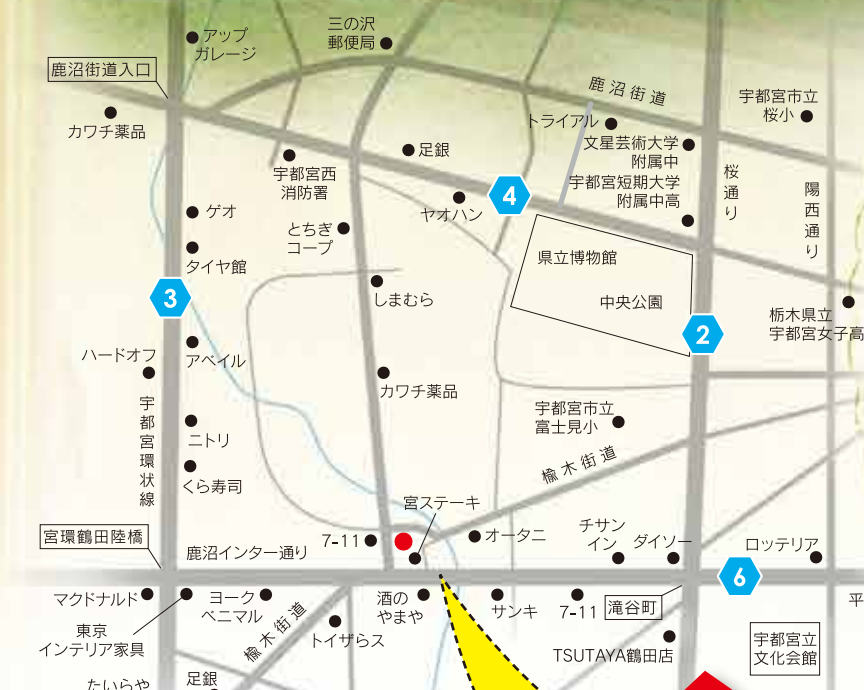 アップ
ガレージ
三の沢
郵便局
鹿沼街道入口
カワチ薬品
鹿沼街道
宇都宮市立
桜小
トライアル
足銀
文星芸術大学
附属中
宇都宮西
消防署
宇都宮短期大学
附属中高
桜通り
陽西通り
4
ヤオハン
ゲオ
とちぎ
コープ
タイヤ館
県立博物館
しまむら
3
中央公園
栃木県立
宇都宮女子高
2
ハードオフ
アベイル
カワチ薬品
宇都宮環状線
宇都宮市立
富士見小
ニトリ
楡木街道
くら寿司
宮ステーキ
宮環鶴田陸橋
鹿沼インター通り
7-11
オータニ
チサン
イン
ダイソー
ロッテリア
6
マクドナルド
ヨーク
ベニマル
酒の
やまや
サンキ
7-11
滝谷町
平
東京
インテリア家具
楡木街道
トイザらス
TSUTAYA鶴田店
宇都宮立
文化会館
足銀
たいらや